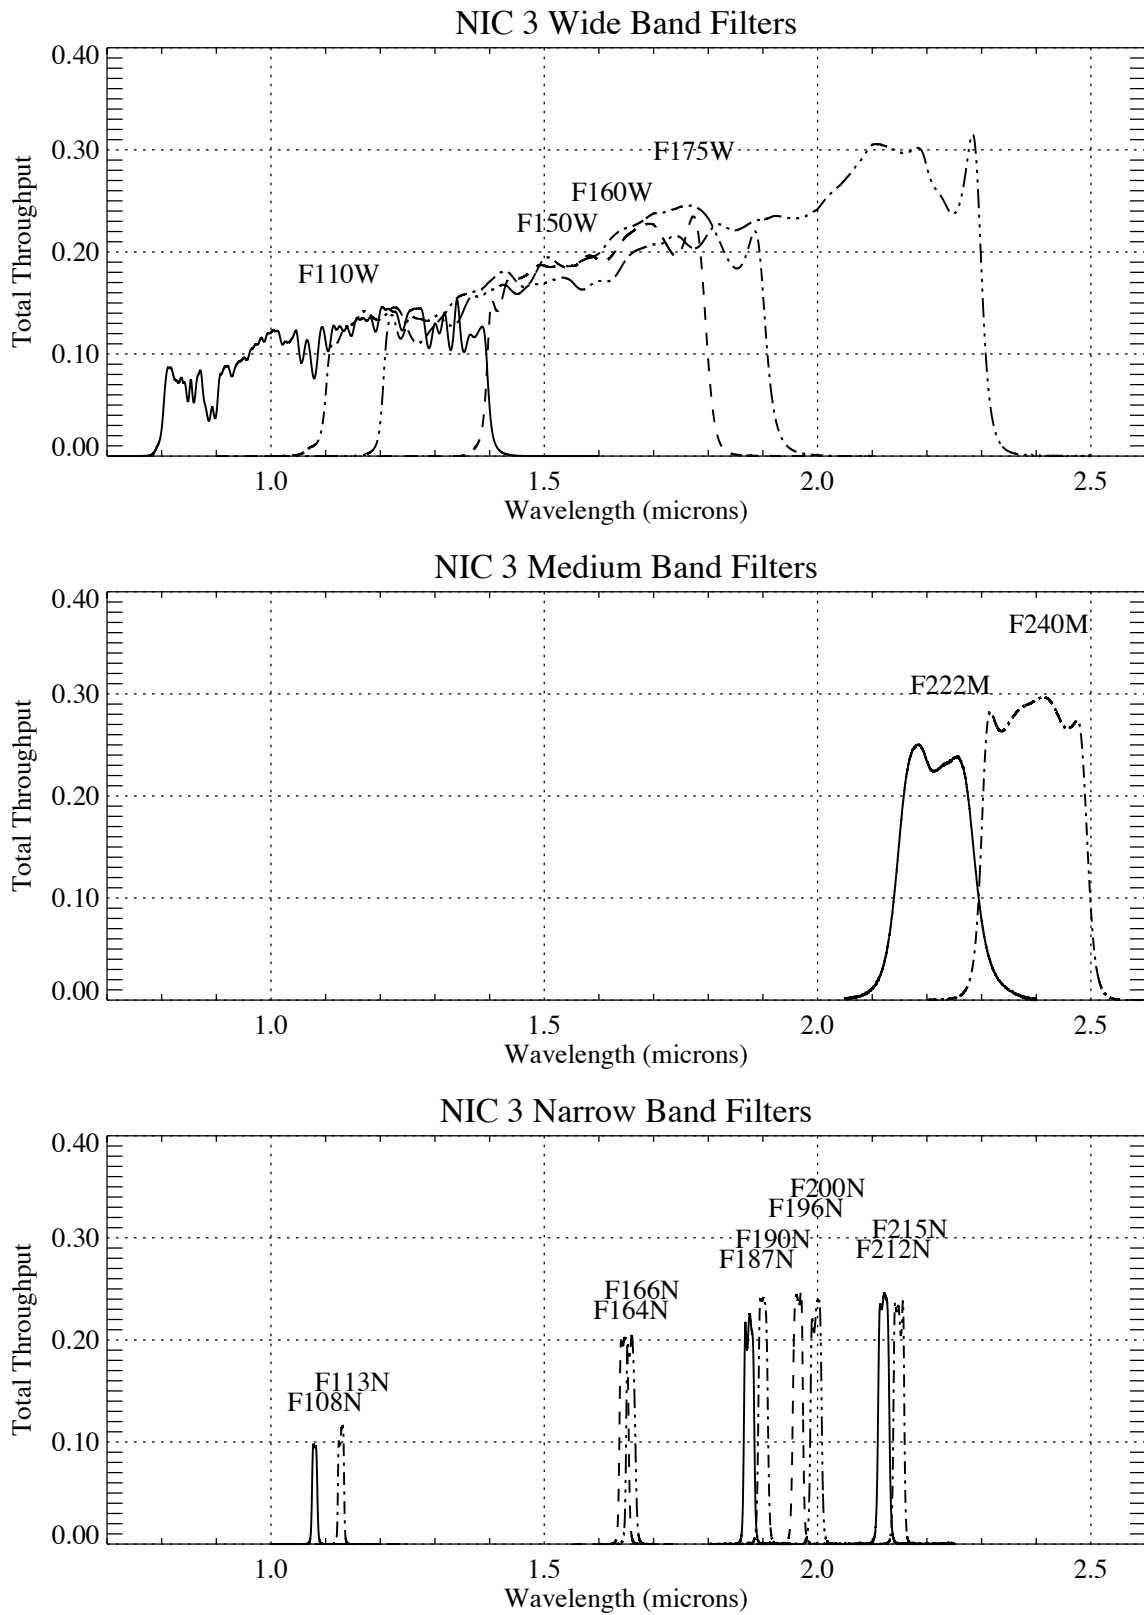 NIC 3 Wide Band Filters
0.40
0.30
0.20
0.10
0.00
Total Throughput
F175W
F160W
F150W
F110W
1.0 1.5 2.0 2.5
Wavelength (microns)
NIC 3 Medium Band Filters
0.40
0.30
0.20
0.10
0.00
Total Throughput
F240M
F222M
1.0 1.5 2.0 2.5
Wavelength (microns)
NIC 3 Narrow Band Filters
0.40
0.30
0.20
0.10
0.00
Total Throughput
F200N
F196N
F215N
F190N
F212N
F187N
F166N
F164N
F113N
F108N
1.0 1.5 2.0 2.5
Wavelength (microns)